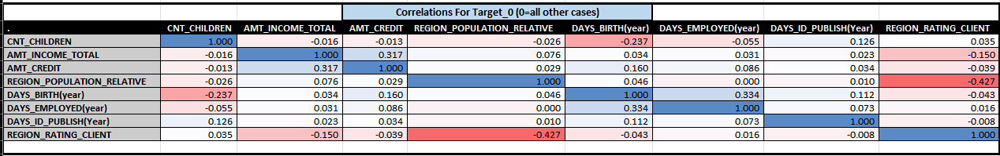 Correlations For Target_0 (0=all other cases)
. CNT_CHILDREN AMT_INCOME_TOTAL AMT_CREDIT REGION_POPULATION_RELATIVE DAYS_BIRTH(year) DAYS_EMPLOYED(year) DAYS_ID_PUBLISH(Year) REGION_RATING_CLIENT
CNT_CHILDREN 1.000 -0.016 -0.013 -0.026 -0.237 -0.055 0.126 0.035
AMT_INCOME_TOTAL -0.016 1.000 0.317 0.076 0.034 0.031 0.023 -0.150
AMT_CREDIT -0.013 0.317 1.000 0.029 0.160 0.086 0.034 -0.039
REGION_POPULATION_RELATIVE -0.026 0.076 0.029 1.000 0.046 0.000 0.010 -0.427
DAYS_BIRTH(year) -0.237 0.034 0.160 0.046 1.000 0.334 0.112 -0.043
DAYS_EMPLOYED(year) -0.055 0.031 0.086 0.000 0.334 1.000 0.073 0.016
DAYS_ID_PUBLISH(Year) 0.126 0.023 0.034 0.010 0.112 0.073 1.000 -0.008
REGION_RATING_CLIENT 0.035 -0.150 -0.039 -0.427 -0.043 0.016 -0.008 1.000